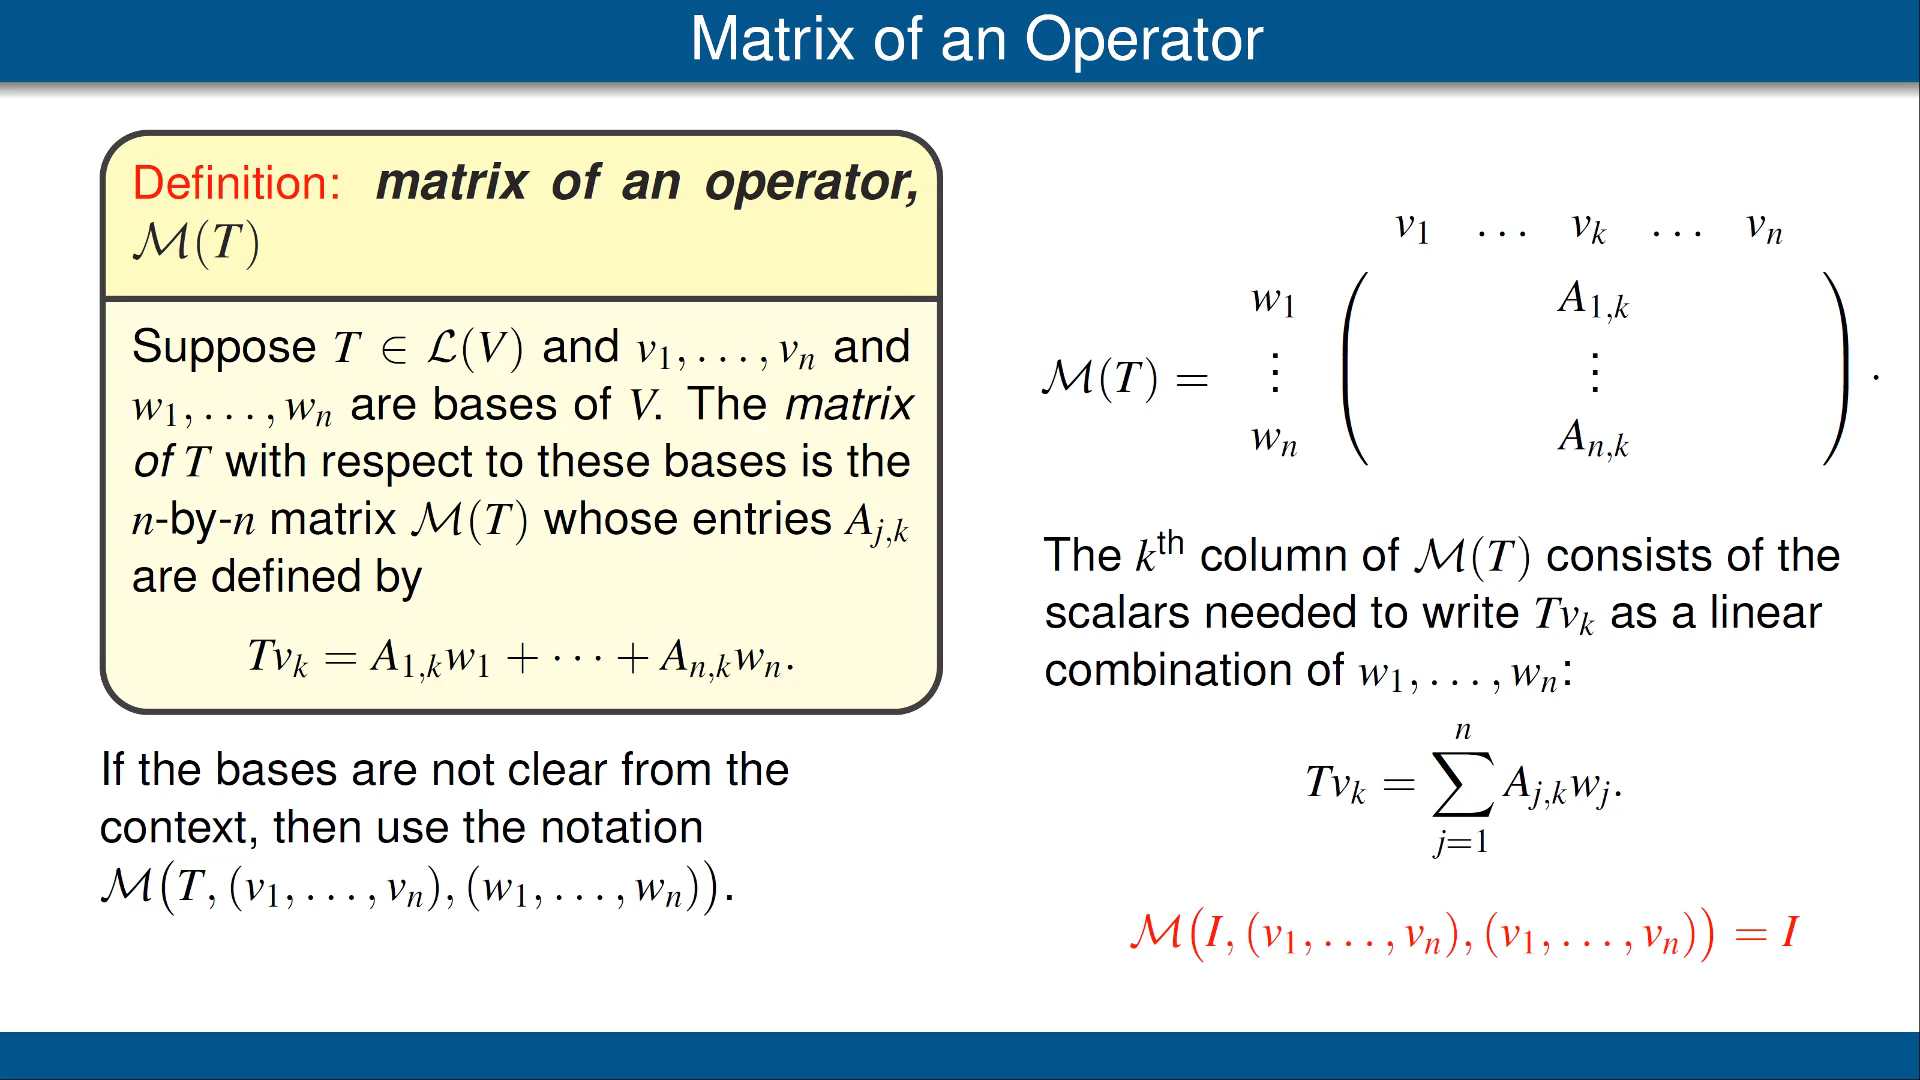 Matrix of an Operator
Definition: matrix of an operator,
ℳ(T)
Suppose T ∈ ℒ(V) and v₁, . . . , vₙ and
w₁, . . . , wₙ are bases of V. The matrix
of T with respect to these bases is the
n-by-n matrix ℳ(T) whose entries A_{j,k}
are defined by
Tv_k = A_{1,k}w₁ + · · · + A_{n,k}wₙ.
If the bases are not clear from the
context, then use the notation
ℳ(T, (v₁, . . . , vₙ), (w₁, . . . , wₙ)).
v₁ . . . v_k . . . vₙ
w₁ A_{1,k}
ℳ(T) = ⋮ ( ⋮ ) .
wₙ A_{n,k}
The kᵗʰ column of ℳ(T) consists of the
scalars needed to write Tv_k as a linear
combination of w₁, . . . , wₙ:
Tv_k = ∑_{j=1}^{n} A_{j,k}w_j.
ℳ(I, (v₁, . . . , vₙ), (v₁, . . . , vₙ)) = I